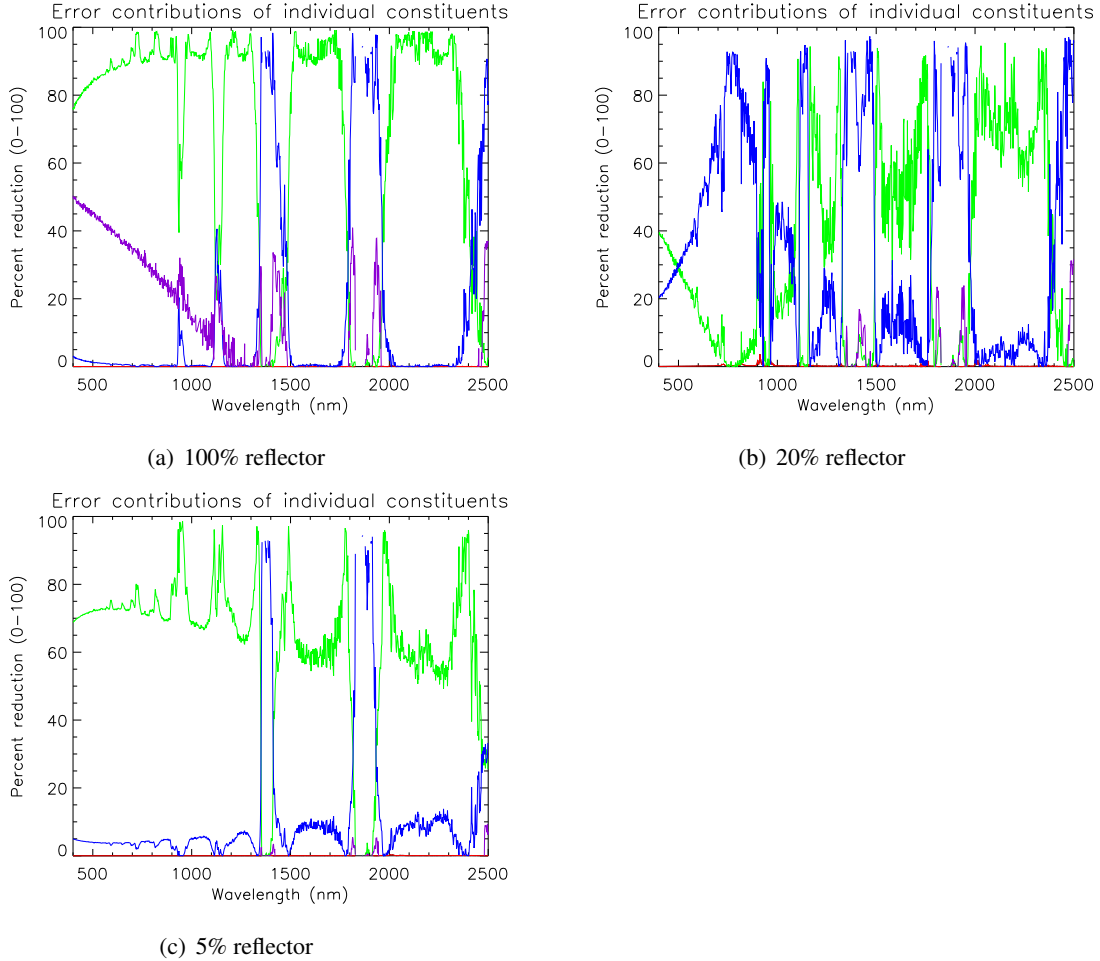 Error contributions of individual constituents
Percent reduction (0-100)
100
80
60
40
20
0
500 1000 1500 2000 2500
Wavelength (nm)
(a) 100% reflector
Error contributions of individual constituents
Percent reduction (0-100)
100
80
60
40
20
0
500 1000 1500 2000 2500
Wavelength (nm)
(b) 20% reflector
Error contributions of individual constituents
Percent reduction (0-100)
100
80
60
40
20
0
500 1000 1500 2000 2500
Wavelength (nm)
(c) 5% reflector